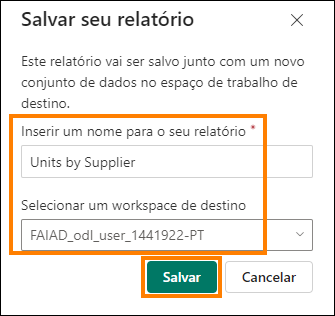 Salvar seu relatório
Este relatório vai ser salvo junto com um novo
conjunto de dados no espaço de trabalho de
destino.
Inserir um nome para o seu relatório *
Units by Supplier
Selecionar um workspace de destino
FAIAD_odl_user_1441922-PT
Salvar Cancelar